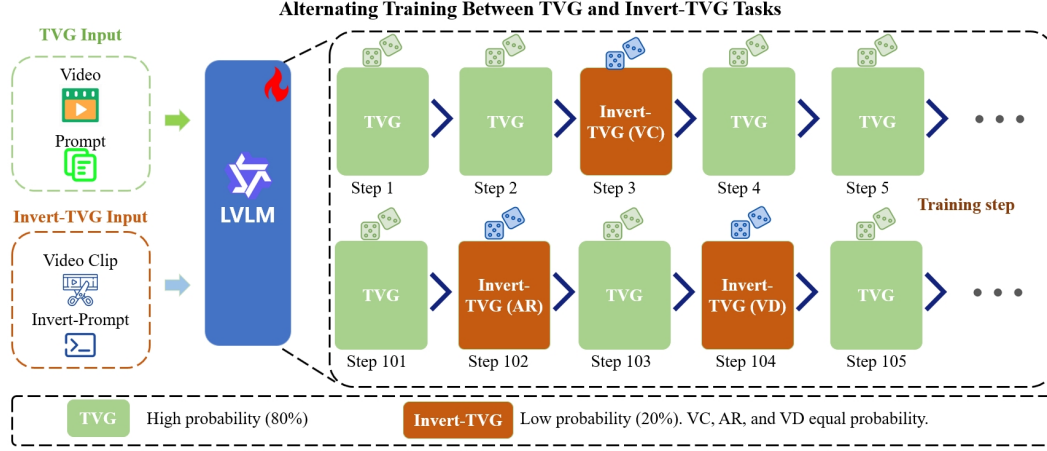 Alternating Training Between TVG and Invert-TVG Tasks
TVG Input
Video
Prompt
Invert-TVG Input
Video Clip
Invert-Prompt
LVLM
TVG
TVG
Invert-
TVG (VC)
TVG
TVG
Step 1
Step 2
Step 3
Step 4
Step 5
Training step
TVG
Invert-
TVG (AR)
TVG
Invert-
TVG (VD)
TVG
Step 101
Step 102
Step 103
Step 104
Step 105
TVG
High probability (80%)
Invert-TVG
Low probability (20%). VC, AR, and VD equal probability.